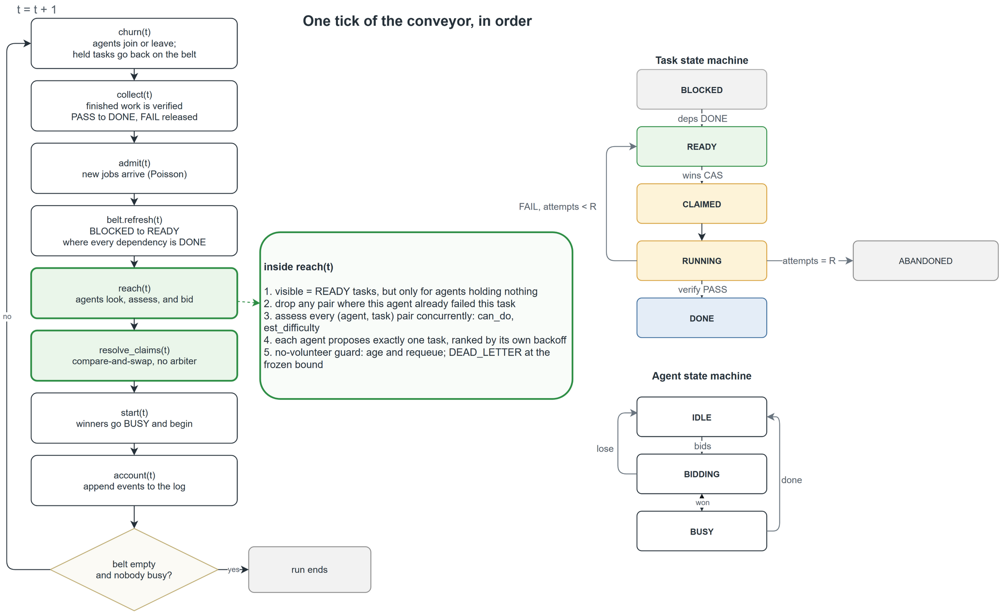 t = t + 1
One tick of the conveyor, in order
churn(t)
agents join or leave;
held tasks go back on the belt
collect(t)
finished work is verified
PASS to DONE, FAIL released
admit(t)
new jobs arrive (Poisson)
belt.refresh(t)
BLOCKED to READY
where every dependency is DONE
reach(t)
agents look, assess, and bid
resolve_claims(t)
compare-and-swap, no arbiter
start(t)
winners go BUSY and begin
account(t)
append events to the log
belt empty
and nobody busy?
no
yes
run ends
inside reach(t)
1. visible = READY tasks, but only for agents holding nothing
2. drop any pair where this agent already failed this task
3. assess every (agent, task) pair concurrently: can_do,
est_difficulty
4. each agent proposes exactly one task, ranked by its own backoff
5. no-volunteer guard: age and requeue; DEAD_LETTER at the
frozen bound
Task state machine
BLOCKED
deps DONE
READY
wins CAS
CLAIMED
FAIL, attempts < R
RUNNING
attempts = R
ABANDONED
verify PASS
DONE
Agent state machine
IDLE
bids
lose
BIDDING
done
won
BUSY